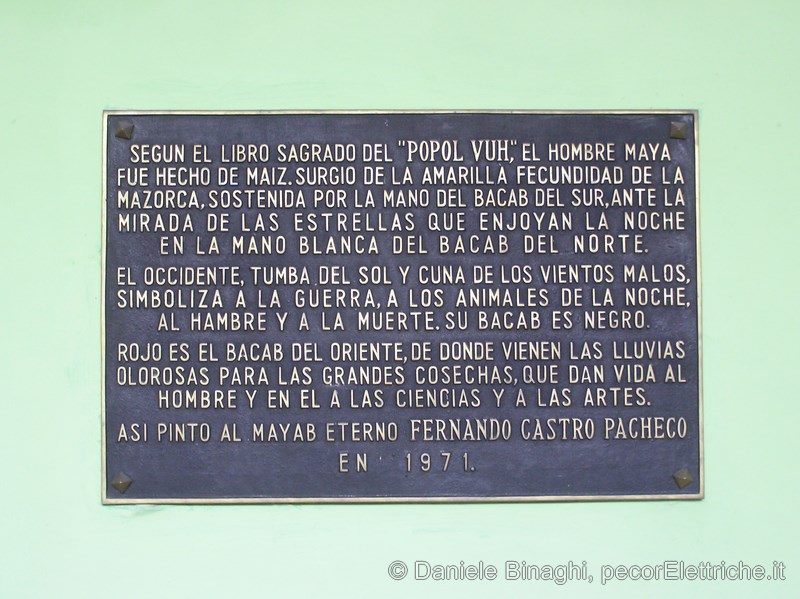 SEGUN EL LIBRO SAGRADO DEL "POPOL VUH," EL HOMBRE MAYA
FUE HECHO DE MAIZ. SURGIO DE LA AMARILLA FECUNDIDAD DE LA
MAZORCA, SOSTENIDA POR LA MANO DEL BACAB DEL SUR, ANTE LA
MIRADA DE LAS ESTRELLAS QUE ENJOYAN LA NOCHE
EN LA MANO BLANCA DEL BACAB DEL NORTE.
EL OCCIDENTE, TUMBA DEL SOL Y CUNA DE LOS VIENTOS MALOS,
SIMBOLIZA A LA GUERRA, A LOS ANIMALES DE LA NOCHE,
AL HAMBRE Y A LA MUERTE. SU BACAB ES NEGRO.
ROJO ES EL BACAB DEL ORIENTE, DE DONDE VIENEN LAS LLUVIAS
OLOROSAS PARA LAS GRANDES COSECHAS, QUE DAN VIDA AL
HOMBRE Y EN EL A LAS CIENCIAS Y A LAS ARTES.
ASI PINTO AL MAYAB ETERNO FERNANDO CASTRO PACHECO
EN 1971.
© Daniele Binaghi, pecorElettriche.it